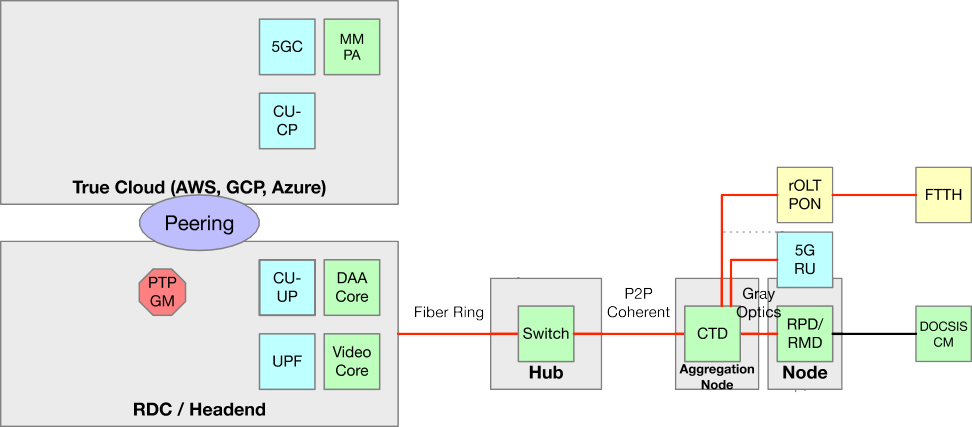 5GC
MM
PA
CU-
CP
True Cloud (AWS, GCP, Azure)
Peering
PTP
GM
CU-
UP
DAA
Core
UPF
Video
Core
RDC / Headend
Fiber Ring
Switch
Hub
P2P
Coherent
CTD
Aggregation
Node
Gray
Optics
rOLT
PON
5G
RU
RPD/
RMD
Node
FTTH
DOCSIS
CM